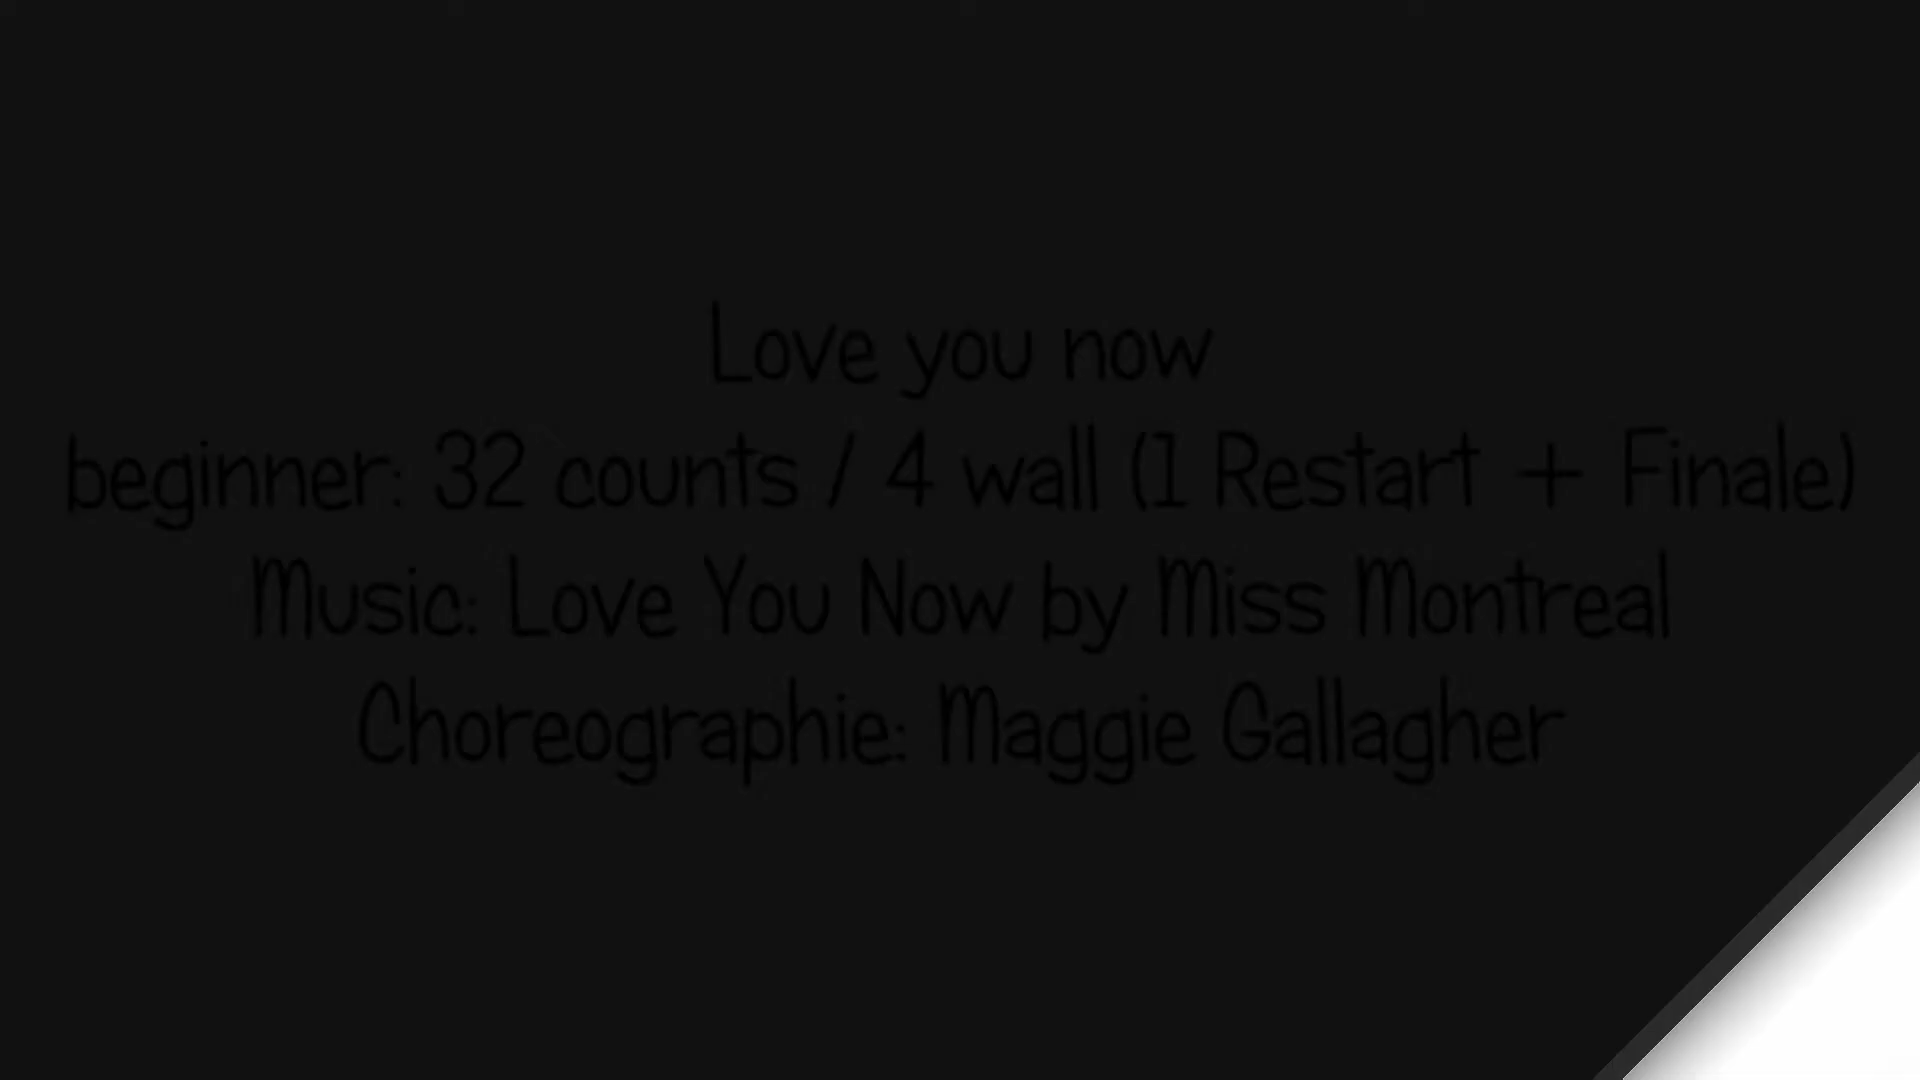 Love you now
beginner: 32 counts / 4 wall (1 Restart + Finale)
Music: Love You Now by Miss Montreal
Choreographie: Maggie Gallagher